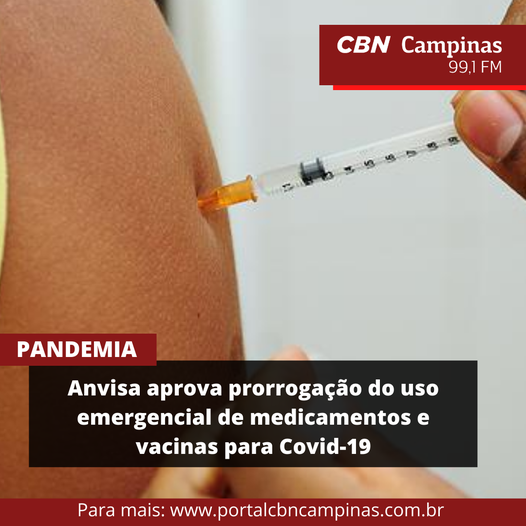 CBN Campinas
99,1 FM
PANDEMIA
Anvisa aprova prorrogação do uso
emergencial de medicamentos e
vacinas para Covid-19
Para mais: www.portalcbncampinas.com.br